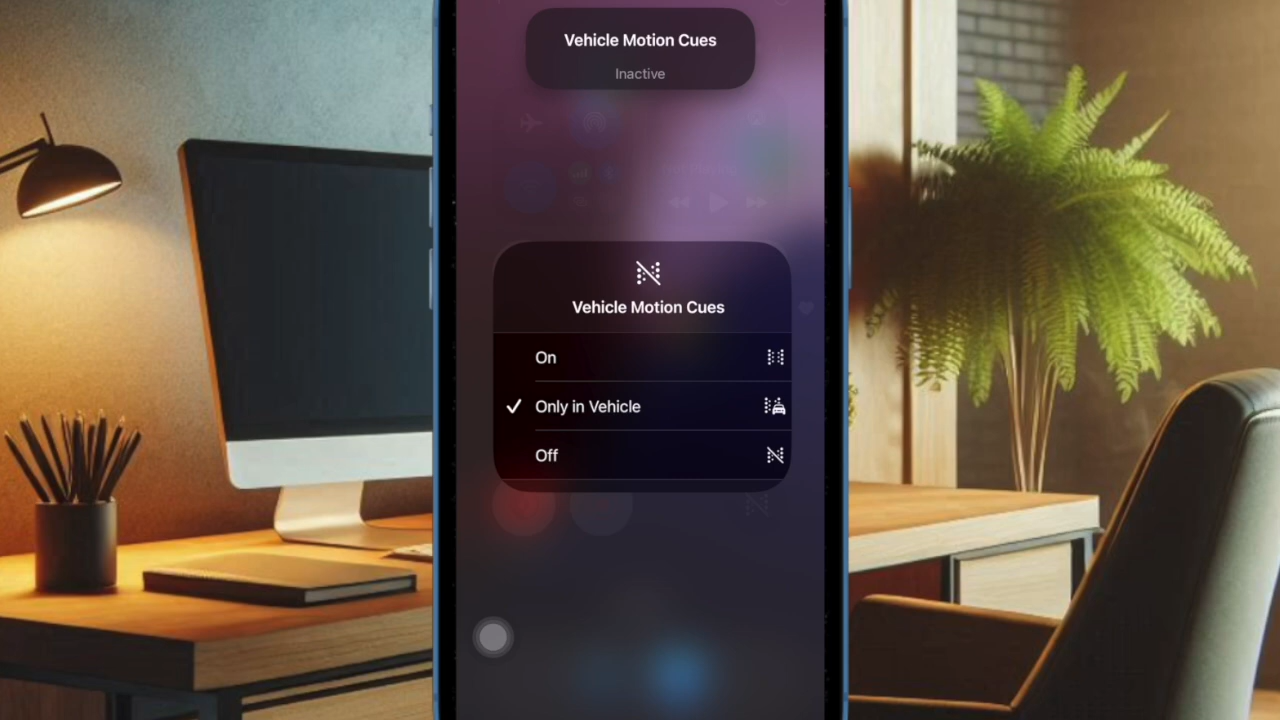 Vehicle Motion Cues
Inactive
Vehicle Motion Cues
On
Only in Vehicle
Off